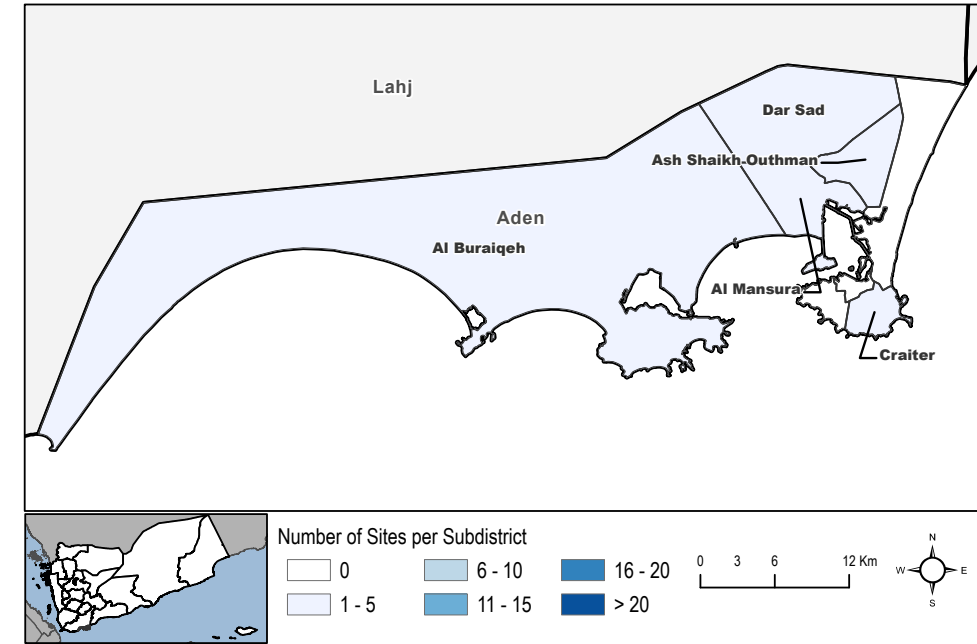 Lahj
Dar Sad
Ash Shaikh Outhman
Aden
Al Buraiqeh
Al Mansura
Craiter
Number of Sites per Subdistrict
0
6 - 10
16 - 20
1 - 5
11 - 15
> 20
0 3 6 12 Km
N
W E
S